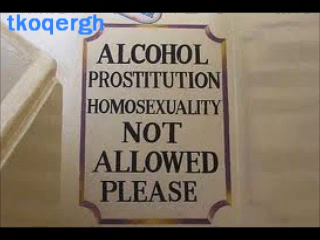 tkoqergh
ALCOHOL
PROSTITUTION
HOMOSEXUALITY
NOT
ALLOWED
PLEASE